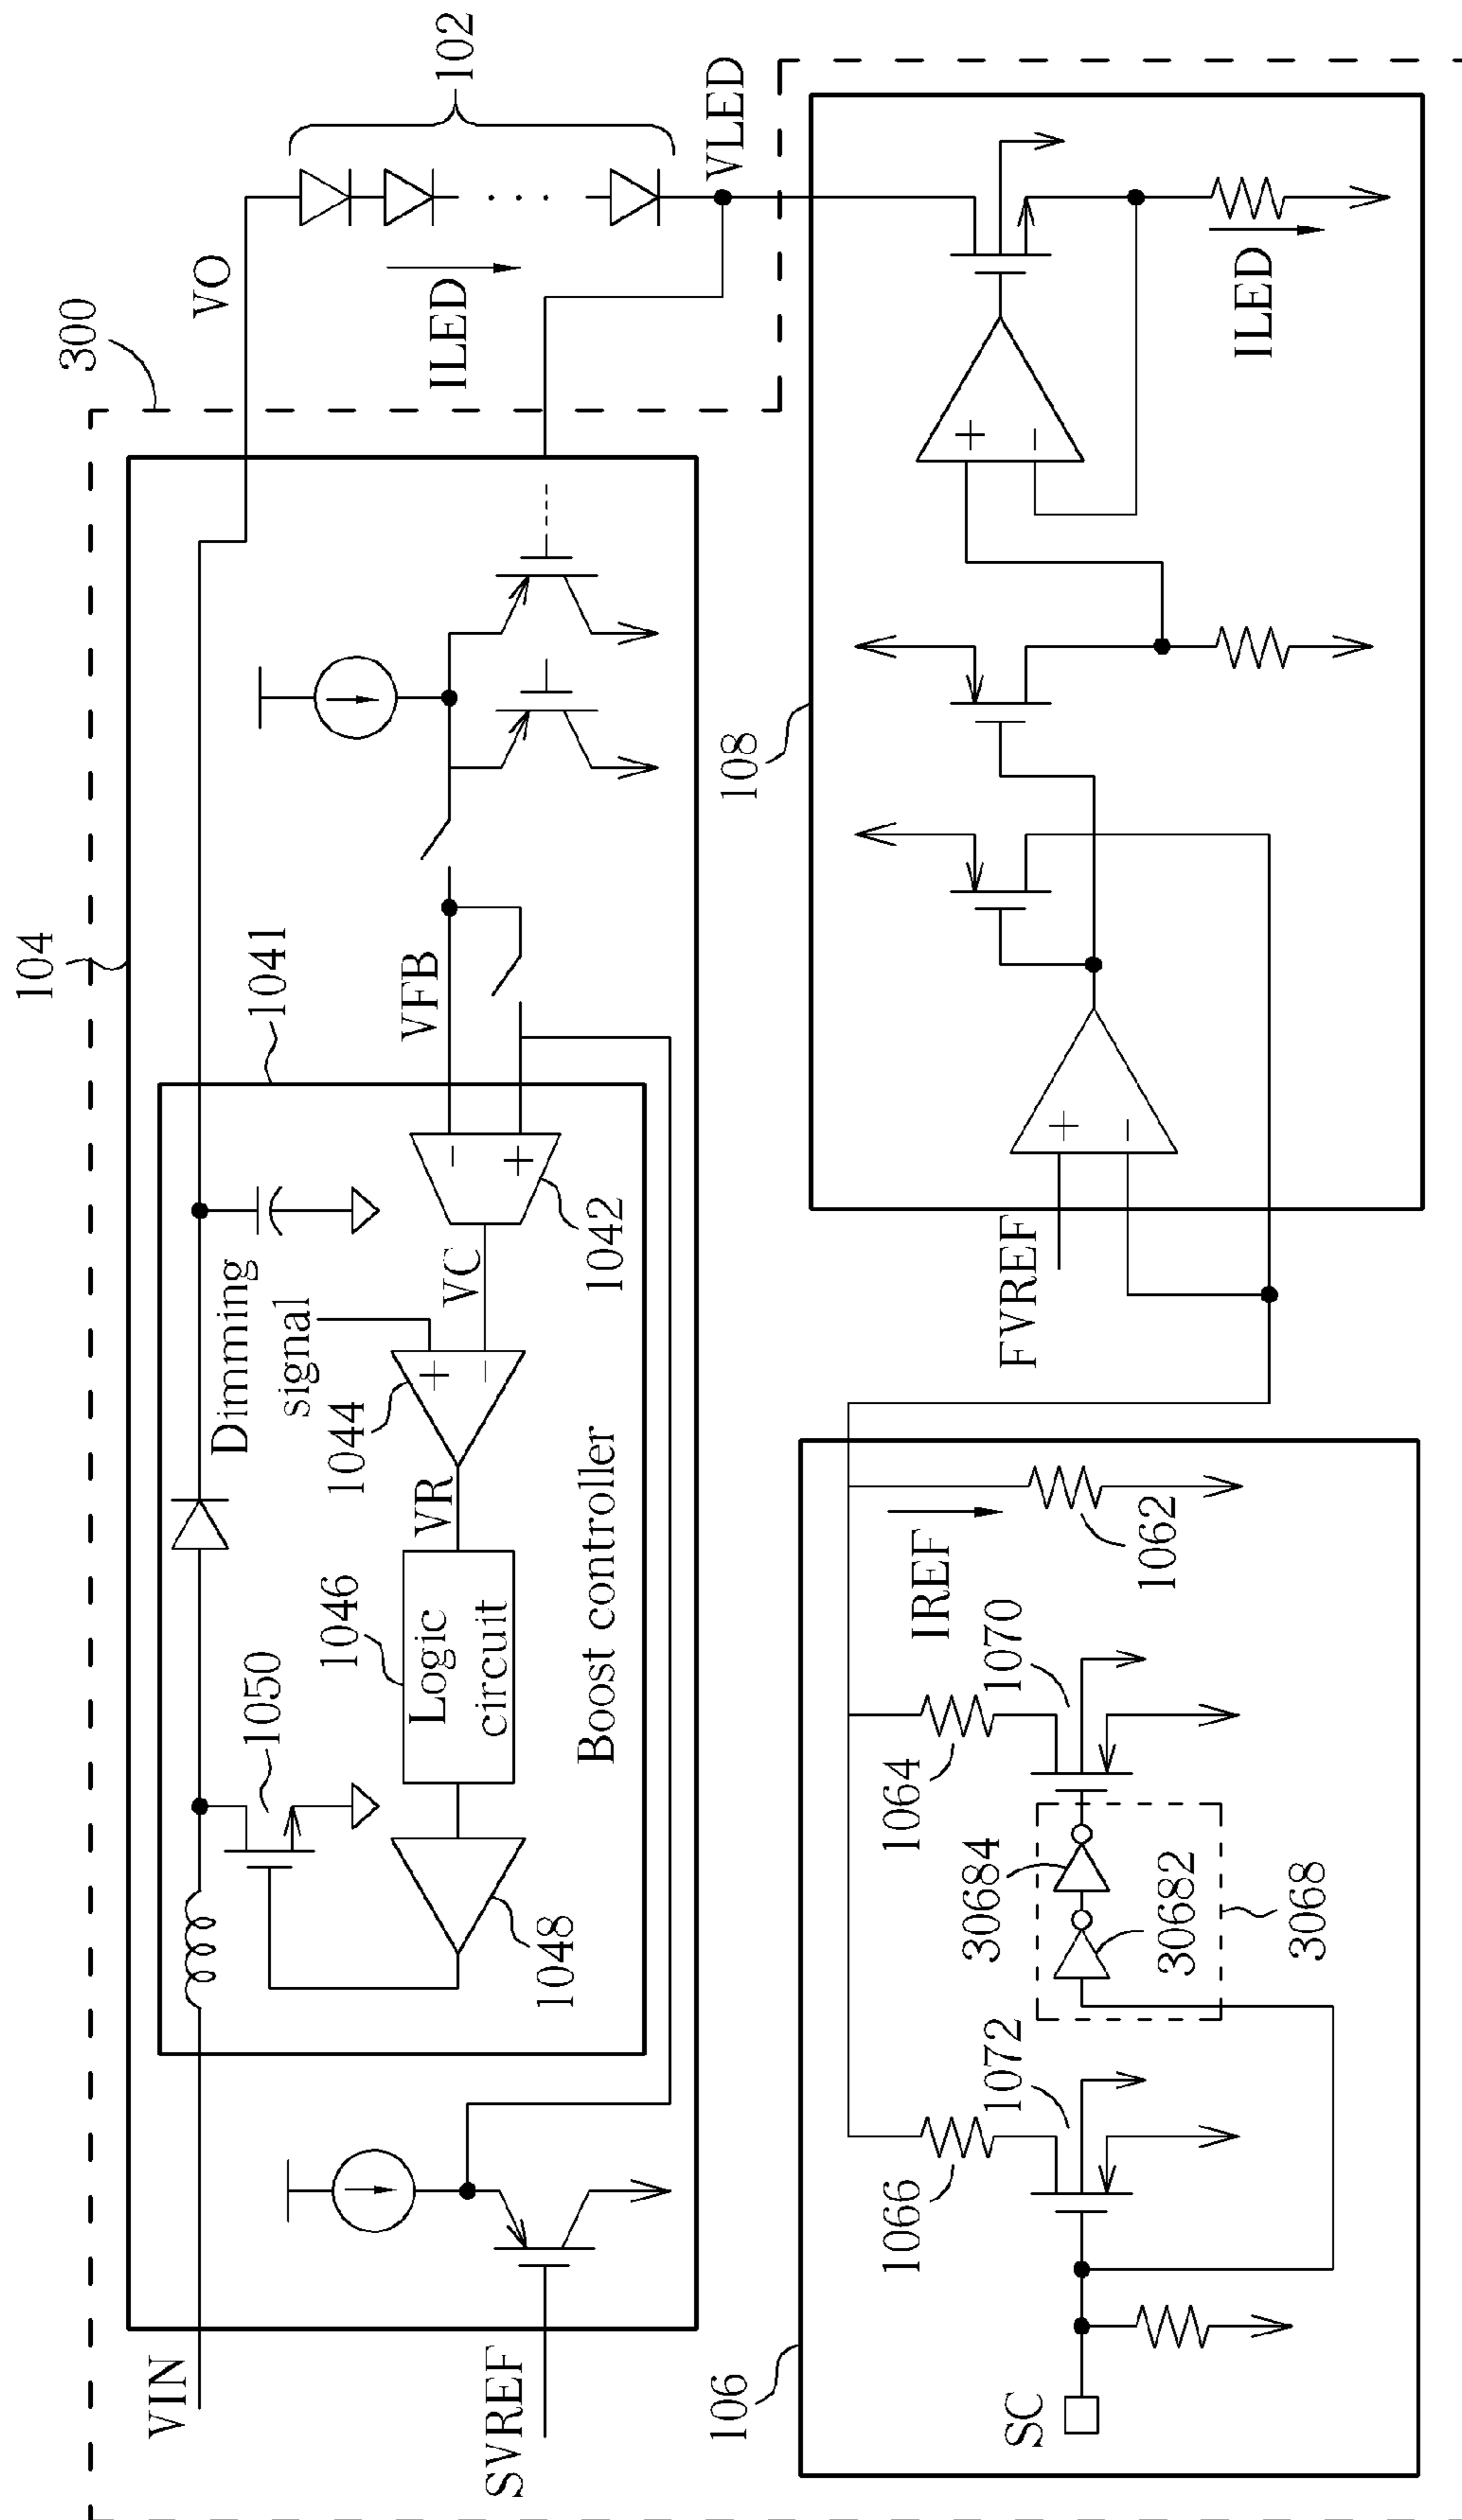 300
104
VO
102
ILED
VLED
1041
VFB
Dimming
signal
VC
1042
1044
VR
1046
Logic
circuit
1050
1048
Boost controller
VIN
SVREF
108
+
−
ILED
+
−
FVREF
−
+
+
−
106
IREF
1062
1064
1070
30684
30682
3068
1066
1072
SC